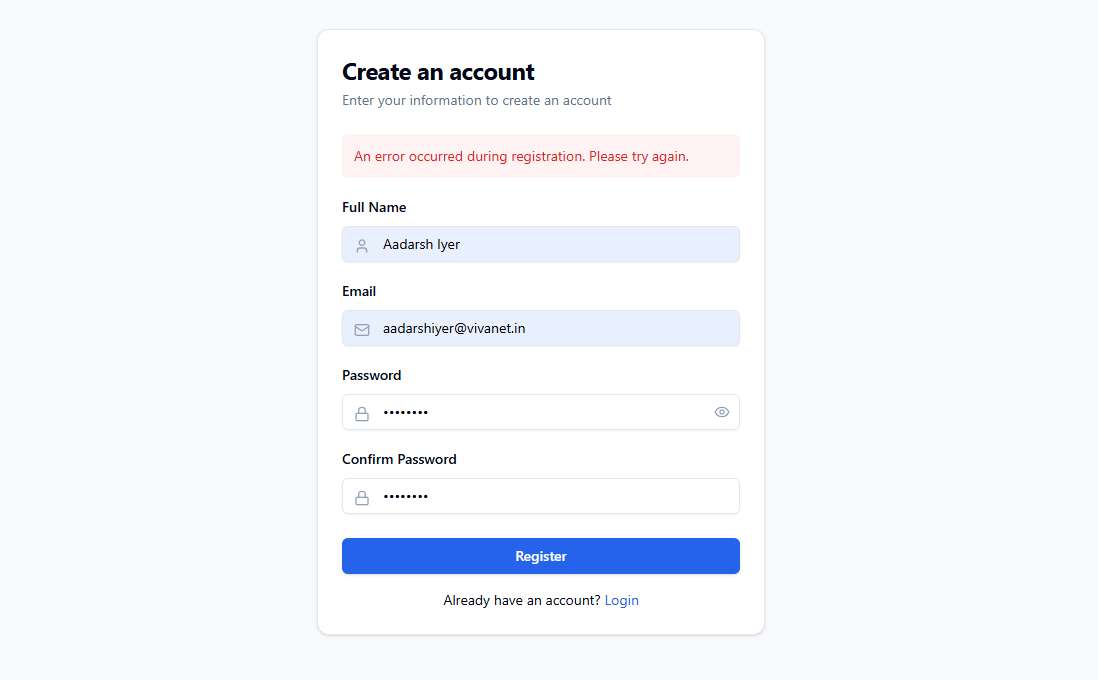 Create an account
Enter your information to create an account
An error occurred during registration. Please try again.
Full Name
Aadarsh Iyer
Email
aadarshiyer@vivanet.in
Password
••••••••
Confirm Password
••••••••
Register
Already have an account? Login